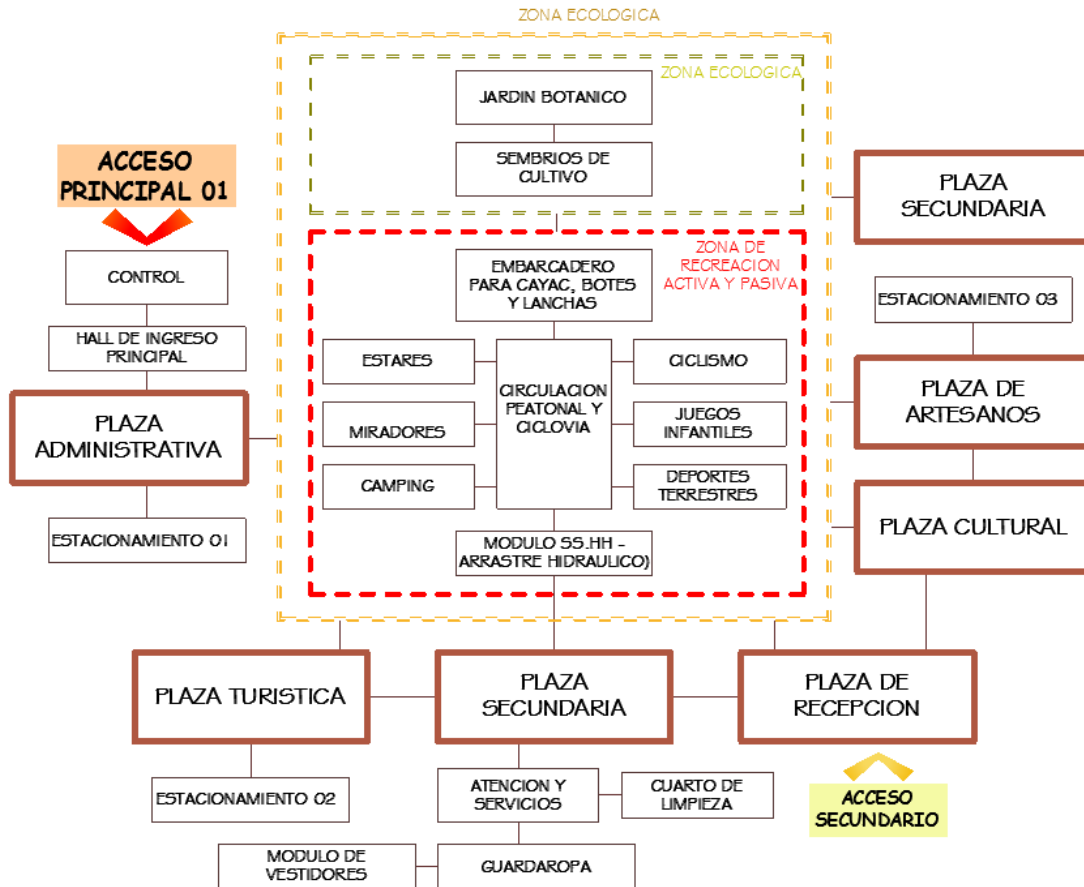 ZONA ECOLOGICA
ZONA ECOLOGICA
JARDIN BOTANICO
SEMBRIOS DE
CULTIVO
ACCESO
PRINCIPAL 01
CONTROL
HALL DE INGRESO
PRINCIPAL
PLAZA
ADMINISTRATIVA
ESTACIONAMIENTO 01
ZONA DE
RECREACION
ACTIVA Y PASIVA
EMBARCADERO
PARA CAYAC, BOTES
Y LANCHAS
ESTARES
MIRADORES
CAMPING
CIRCULACION
PEATONAL Y
CICLOVIA
CICLISMO
JUEGOS
INFANTILES
DEPORTES
TERRESTRES
MODULO SS.HH -
ARRASTRE HIDRAULICO)
PLAZA
SECUNDARIA
ESTACIONAMIENTO 03
PLAZA DE
ARTESANOS
PLAZA CULTURAL
PLAZA TURISTICA
PLAZA
SECUNDARIA
PLAZA DE
RECEPCION
ESTACIONAMIENTO 02
ATENCION Y
SERVICIOS
CUARTO DE
LIMPIEZA
ACCESO
SECUNDARIO
MODULO DE
VESTIDORES
GUARDAROPA